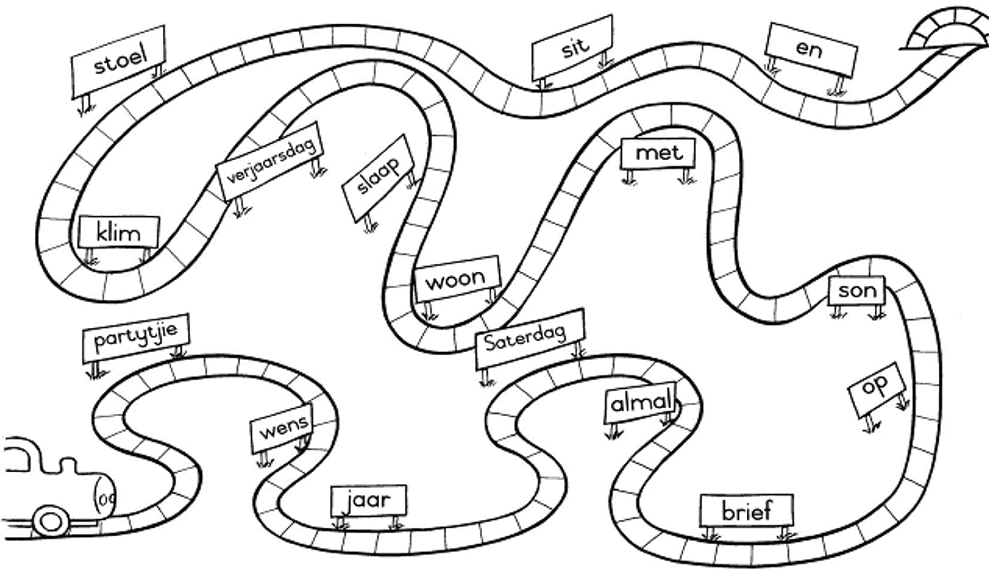 stoel
sit
en
verjaarsdag
slaap
met
klim
woon
son
partytjie
Saterdag
op
wens
almal
jaar
brief